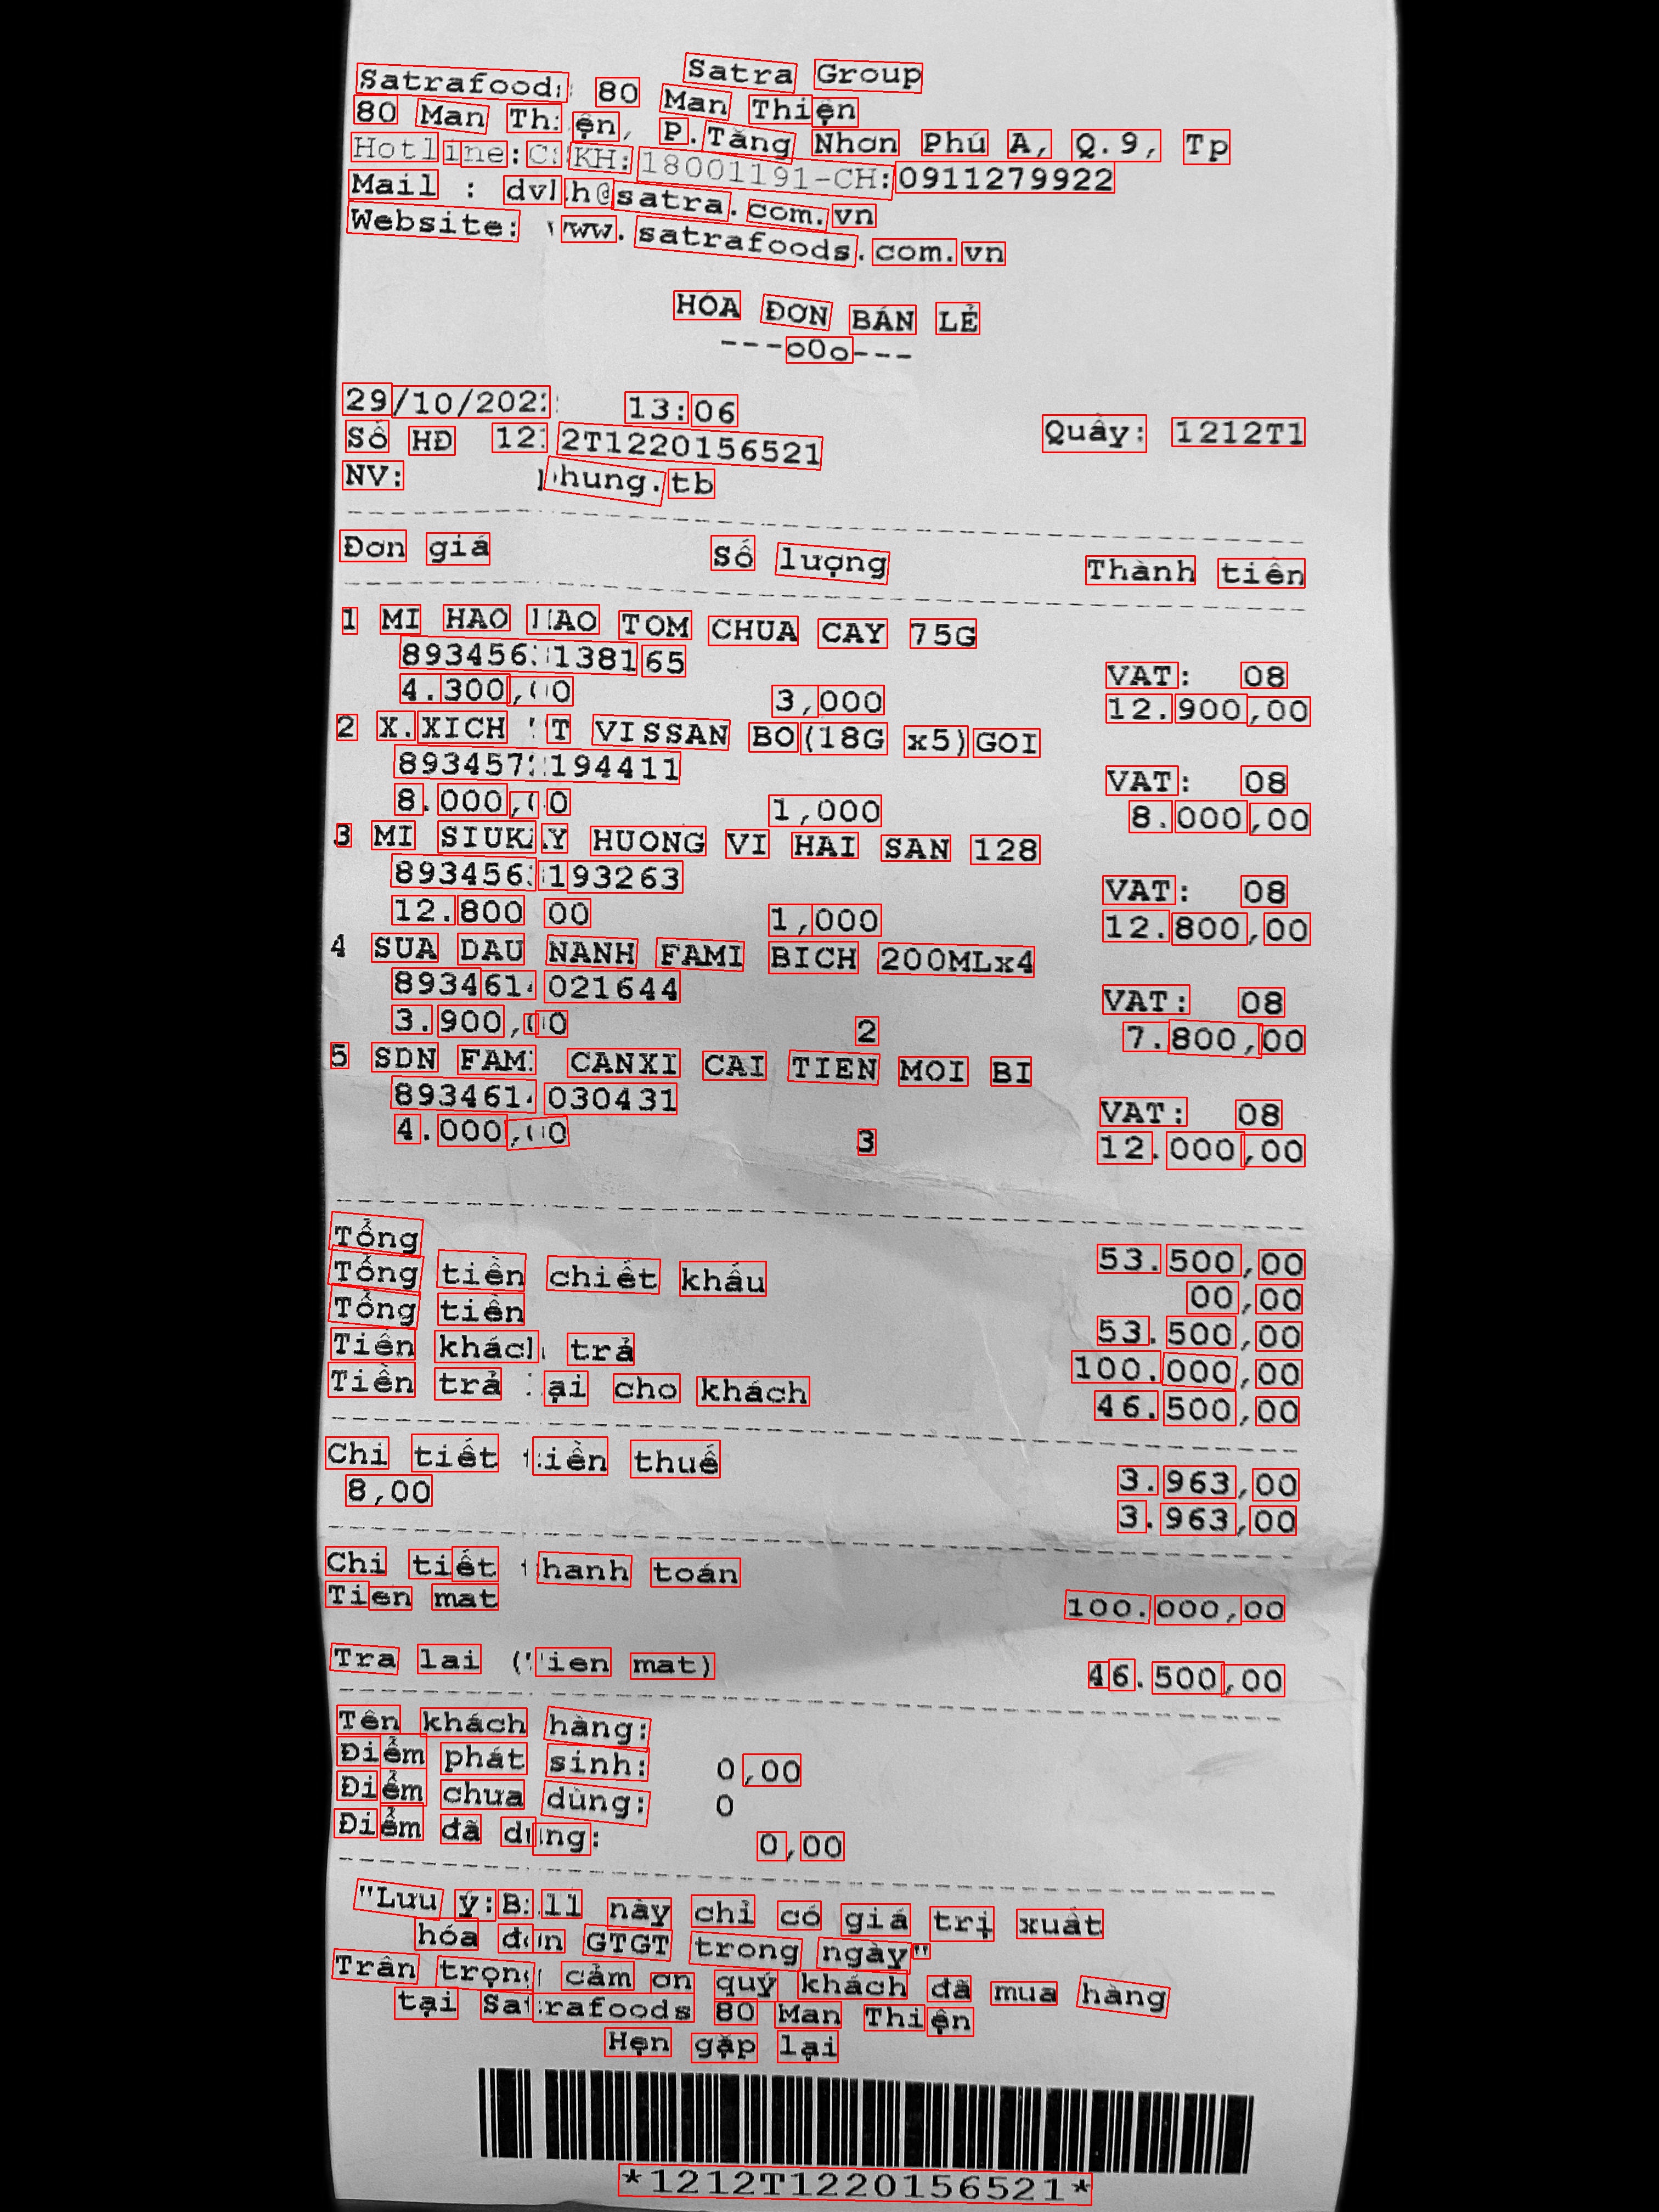 Satra Group
Satrafood: 80 Man Thiện
80 Man Thiện, P.Tăng Nhơn Phú A, Q.9, Tp
Hotline:CSKH:18001191-CH:0911279922
Mail : dvkh@satra.com.vn
Website: www.satrafoods.com.vn
HÓA ĐƠN BÁN LẺ
---oOo---
29/10/2022 13:06
Số HĐ 1212T1220156521 Quầy: 1212T1
NV: phung.tb
Đơn giá Số lượng Thành tiền
1 MI HAO HAO TOM CHUA CAY 75G
8934563138165 VAT: 08
4.300,00 3,000 12.900,00
2 X.XICH VISSAN BO(18G x5)GOI
194411 VAT: 08
8.000,00 1,000 8.000,00
3 MI SIUKAY HUONG VI HAI SAN 128
8934563193263 VAT: 08
12.800 00 1,000 12.800,00
4 SUA DAU NANH FAMI BICH 200MLx4
8934614021644 VAT: 08
3.900,00 2 7.800,00
5 SDN FAMI CANXI CAI TIEN MOI BI
8934614030431 VAT: 08
4.000,00 3 12.000,00
Tổng 53.500,00
Tổng tiền chiết khấu 00,00
Tổng tiền 53.500,00
Tiền khách trả 100.000,00
Tiền trả lại cho khách 46.500,00
Chi tiết tiền thuế 3.963,00
8,00 3.963,00
Chi tiết thanh toán
Tien mat 100.000,00
Tra lai (Tien mat) 46.500,00
Tên khách hàng:
Điểm phát sinh: 0,00
Điểm chưa dùng: 0
Điểm đã dùng: 0,00
"Lưu ý:Bill này chỉ có giá trị xuất
hóa đơn GTGT trong ngày"
Trân trọng cảm ơn quý khách đã mua hàng
tại Satrafoods 80 Man Thiện
Hẹn gặp lại
*1212T1220156521*